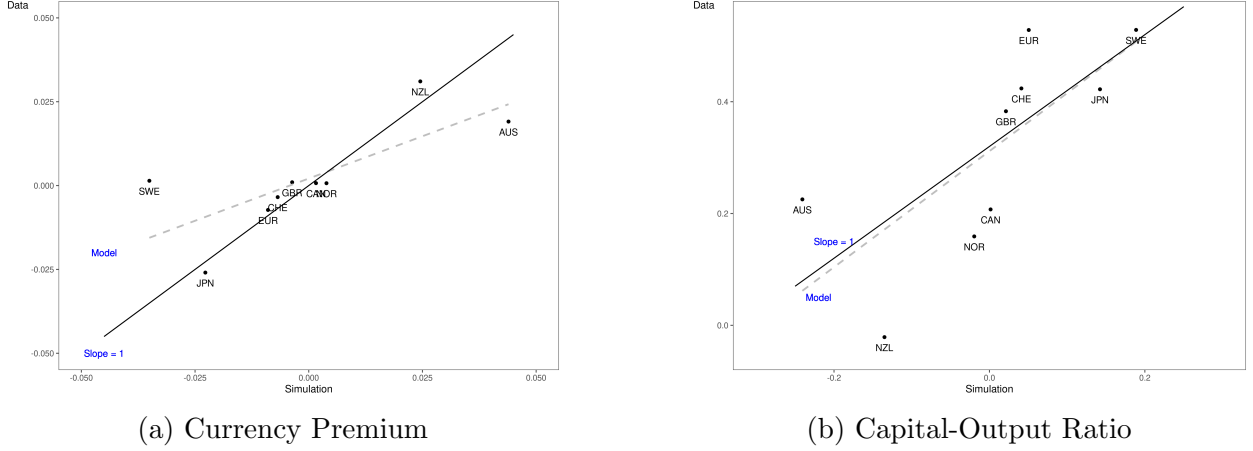 Data
0.050
0.025
0.000
-0.025
-0.050
NZL
AUS
SWE
GBR
CAN
NOR
CHE
EUR
JPN
Model
Slope = 1
-0.050
-0.025
0.000
0.025
0.050
Simulation
(a) Currency Premium
Data
0.4
0.2
0.0
EUR
SWE
CHE
JPN
GBR
AUS
CAN
Slope = 1
NOR
Model
NZL
-0.2
0.0
0.2
Simulation
(b) Capital-Output Ratio